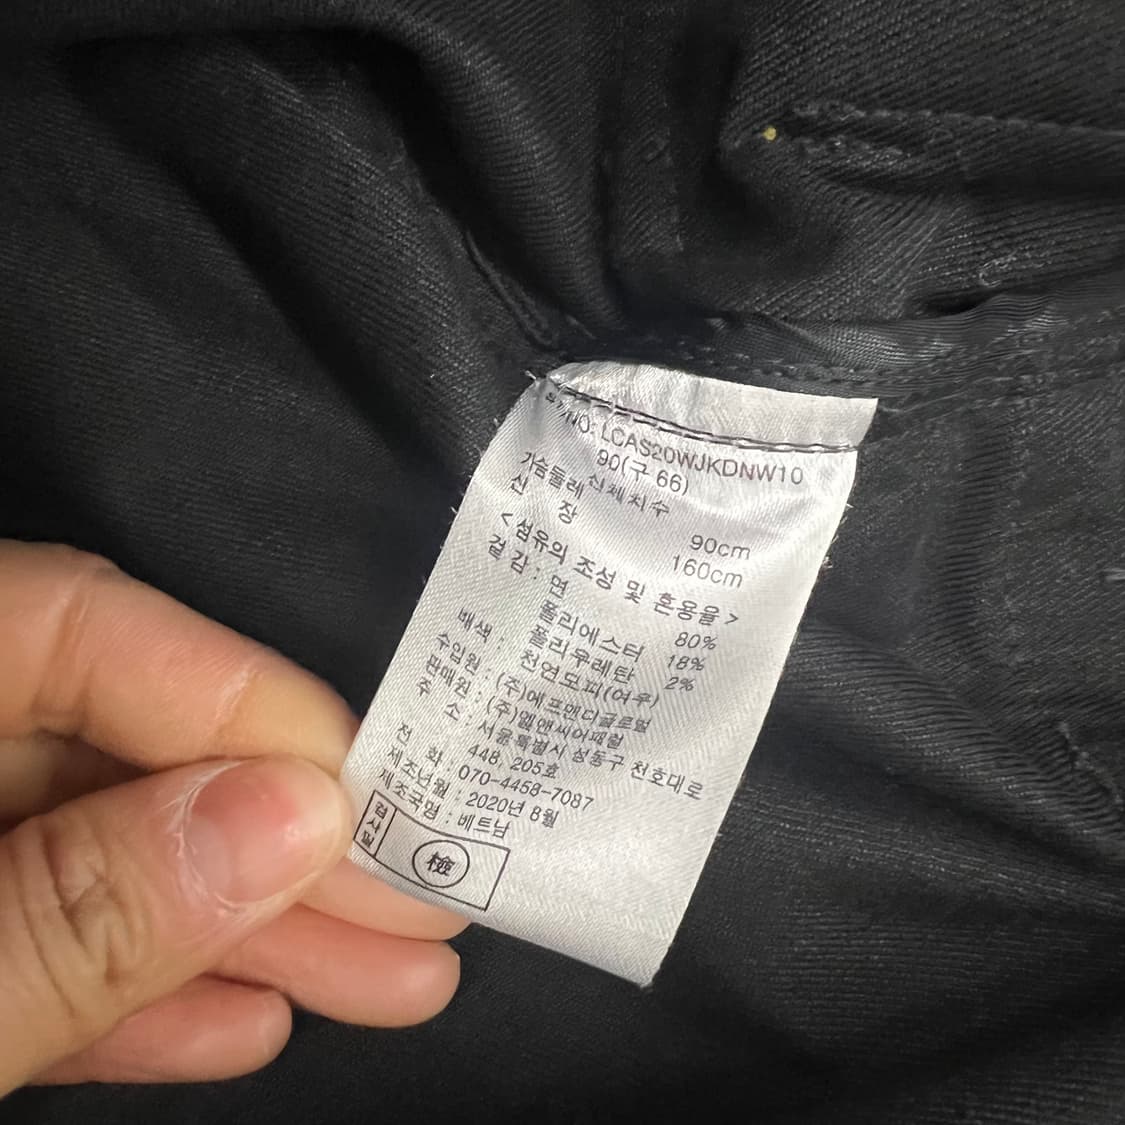 NO: LCAS20WJKDNW10
90(구 66)
신체치수
가슴둘레 90cm
신 장 160cm
<섬유의 조성 및 혼용율>
겉감 : 면 80%
폴리에스터 18%
폴리우레탄 2%
배색 : 천연모피(여우)
수입원 : (주)에프앤디글로벌
판매원 : (주)엘앤씨어패럴
주 소 : 서울특별시 성동구 천호대로
448, 205호
전 화 : 070-4458-7087
제조년월 : 2020년 8월
제조국명 : 베트남
검사필